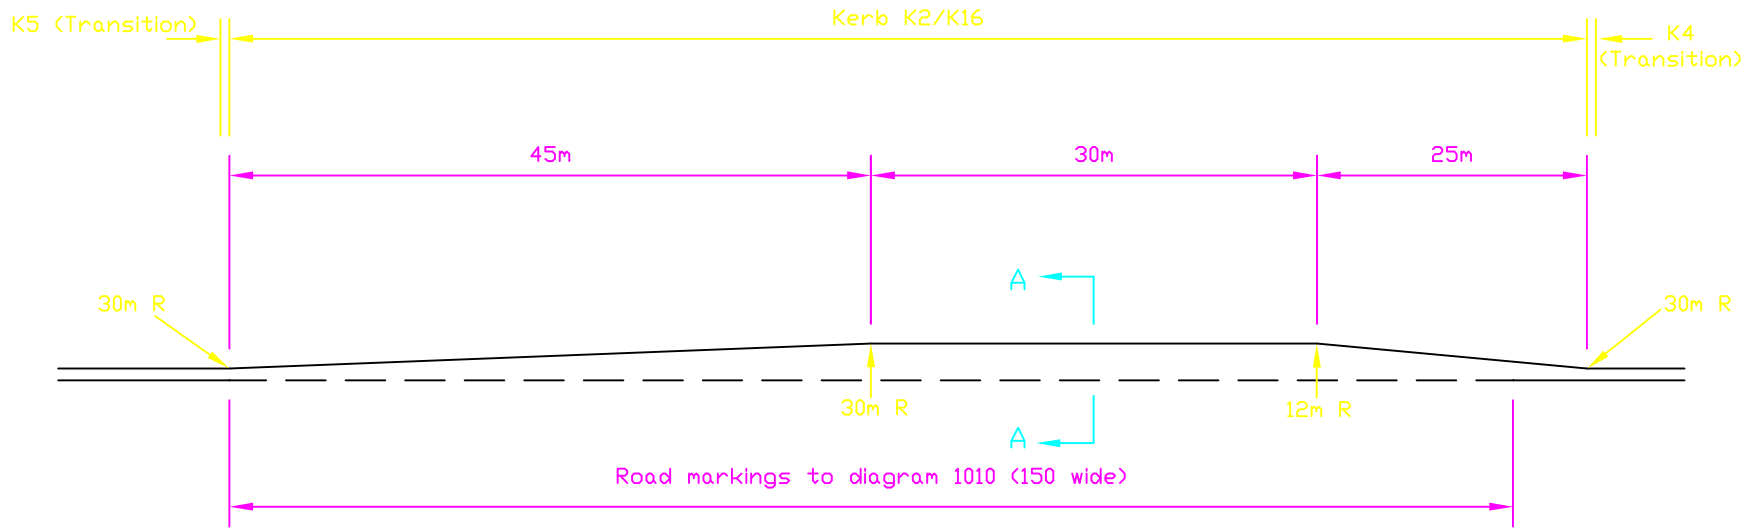 K5 (Transition)
Kerb K2/K16
K4
(Transition)
45m
30m
25m
A
30m R
30m R
30m R
12m R
A
Road markings to diagram 1010 (150 wide)